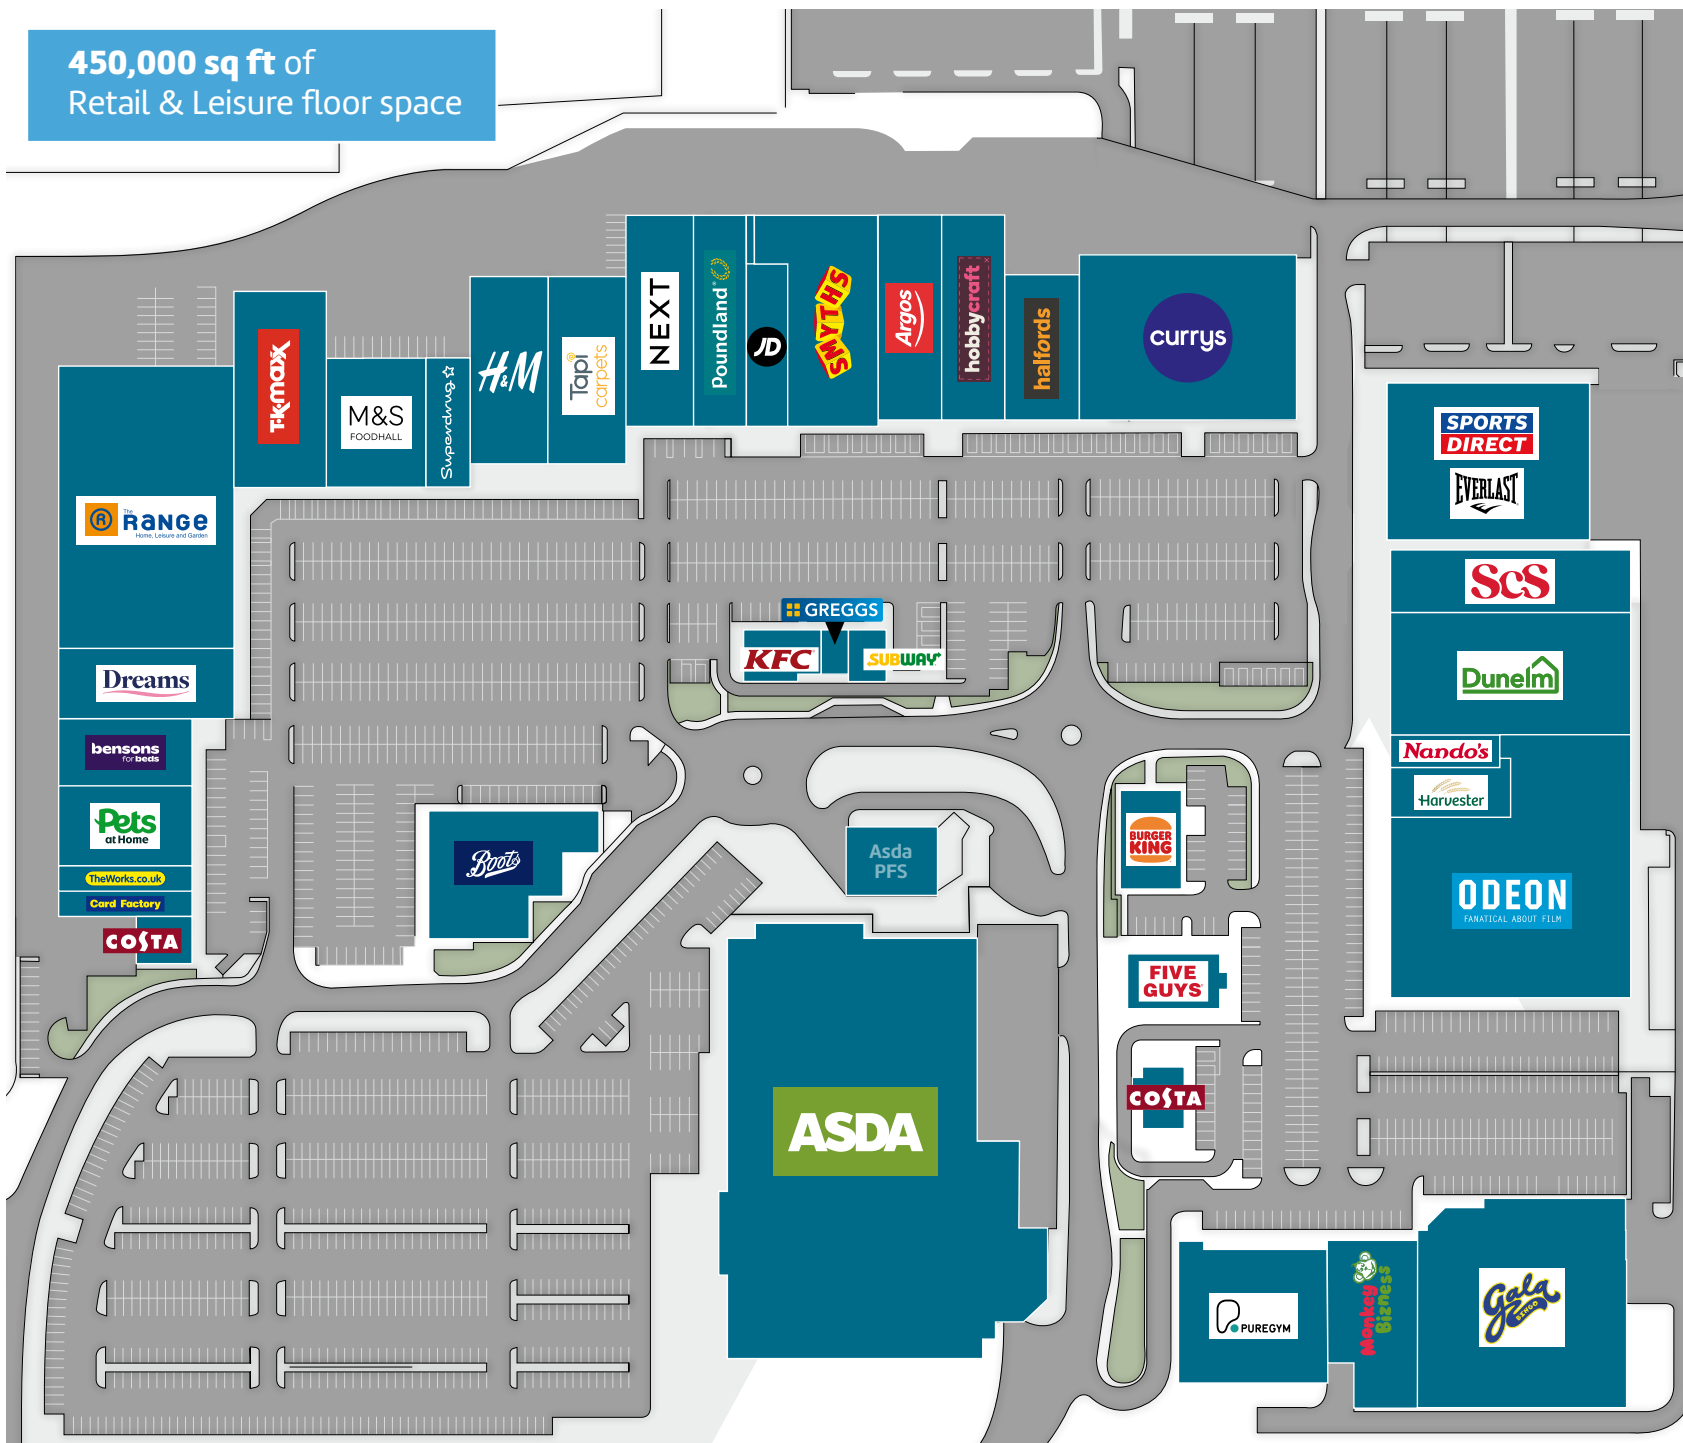 450,000 sq ft of
Retail & Leisure floor space
TK·maxx
M&S
FOODHALL
Superdrug
H&M
Tapi
carpets
NEXT
Poundland
JD
SMYTHS
Argos
hobbycraft
halfords
currys
The
RANGE
Home, Leisure and Garden
Dreams
bensons
for beds
Pets
at Home
TheWorks.co.uk
Card Factory
COSTA
Boots
GREGGS
KFC
SUBWAY
Asda
PFS
ASDA
BURGER
KING
FIVE
GUYS
COSTA
SPORTS
DIRECT
EVERLAST
ScS
Dunelm
Nando's
Harvester
ODEON
FANATICAL ABOUT FILM
PUREGYM
Monkey
Bizness
Gala
BINGO